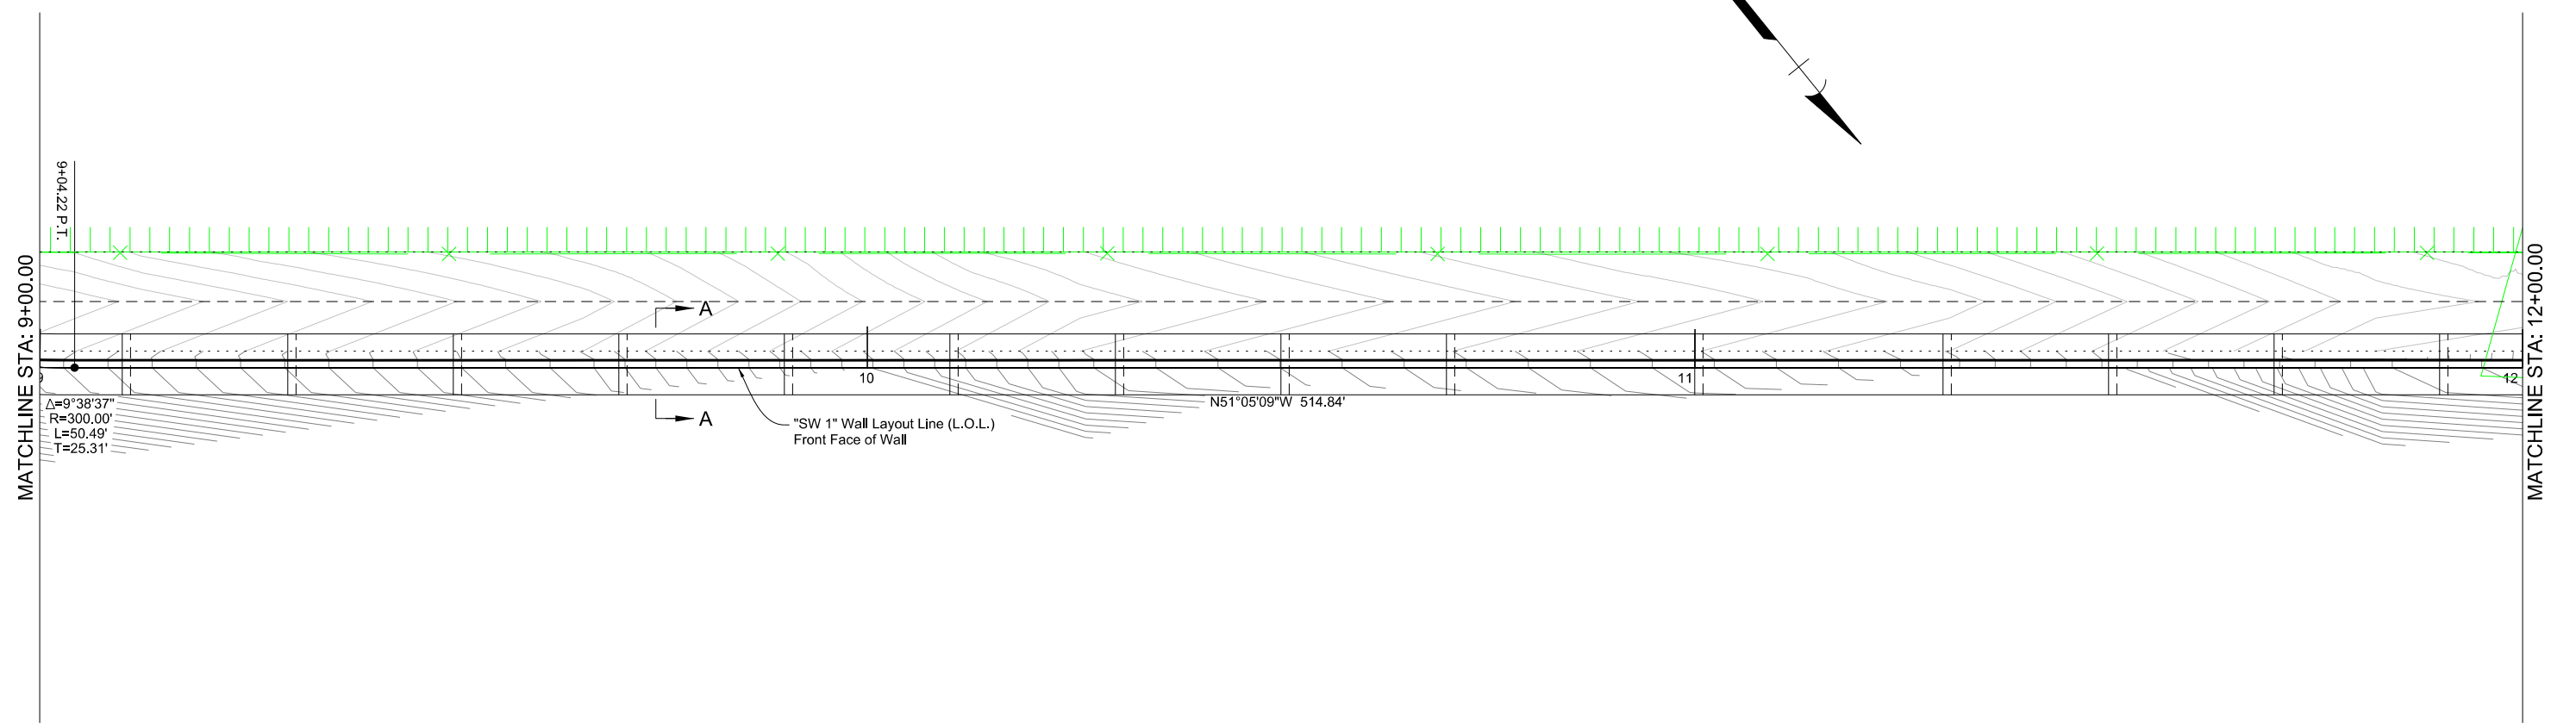 MATCHLINE STA: 9+00.00
9+04.22 P.T.
Δ=9°38'37"
R=300.00'
L=50.49'
T=25.31'
A
A
"SW 1" Wall Layout Line (L.O.L.)
Front Face of Wall
10
N51°05'09"W 514.84'
11
12
MATCHLINE STA: 12+00.00